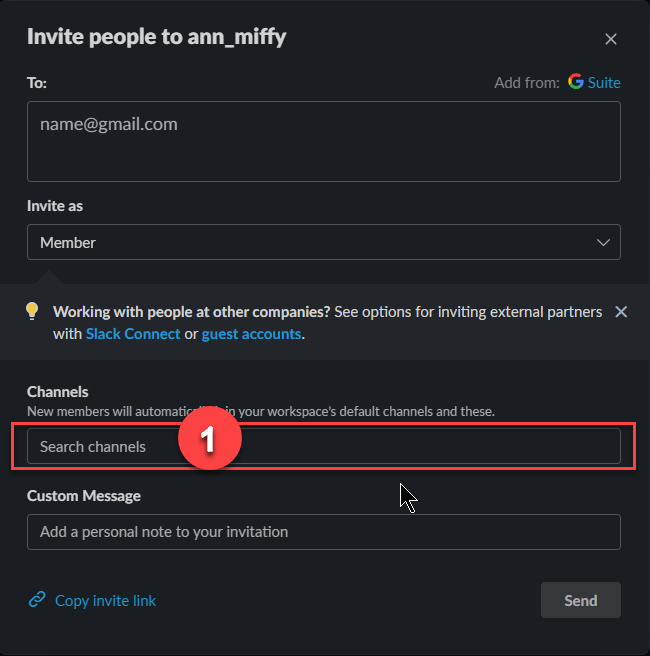 Invite people to ann_miffy
To:
Add from: G Suite
name@gmail.com
Invite as
Member
Working with people at other companies? See options for inviting external partners
with Slack Connect or guest accounts.
Channels
New members will in your workspace's default channels and these.
Search channels
1
Custom Message
Add a personal note to your invitation
Copy invite link
Send